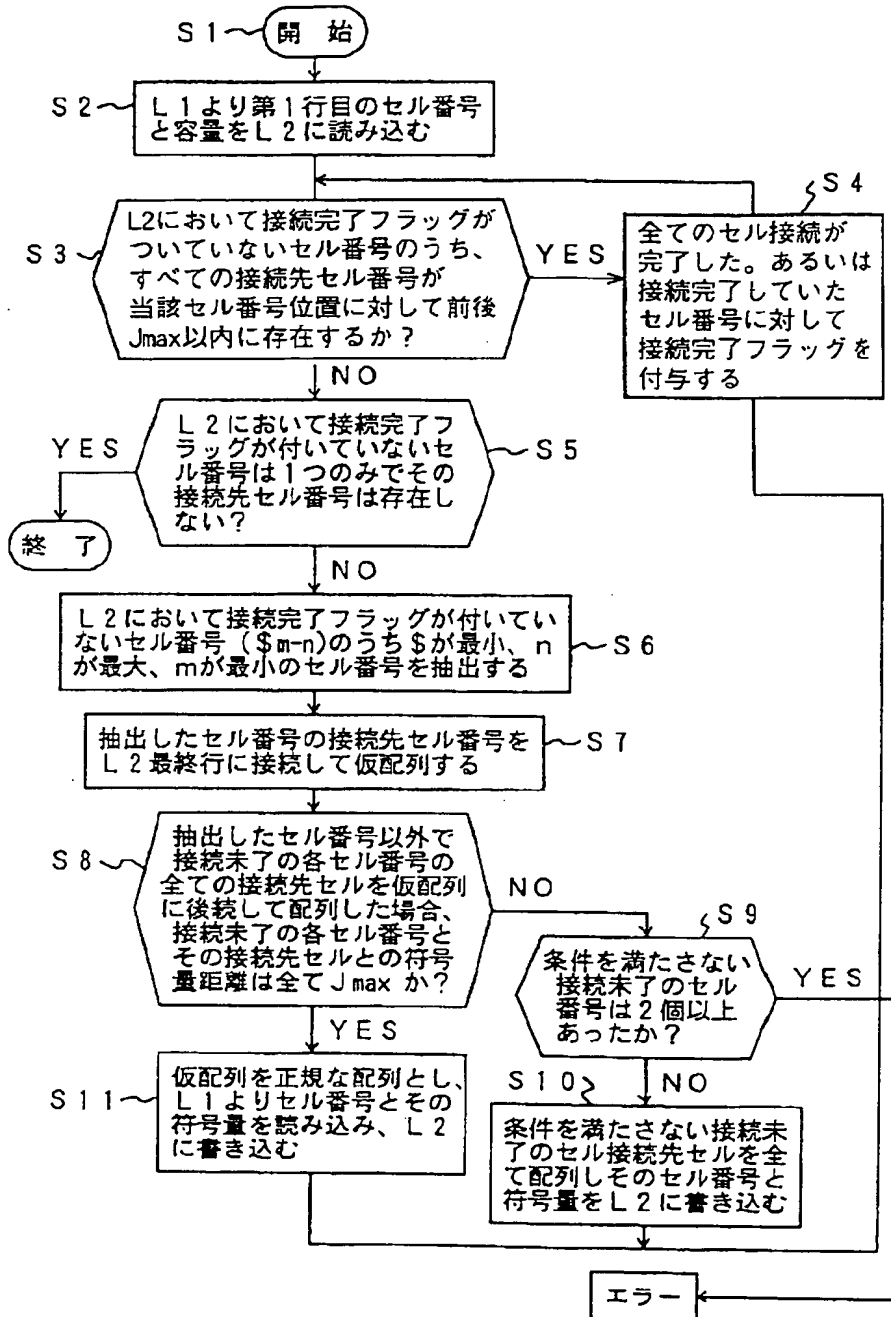 S1
開 始
S2
L1より第1行目のセル番号
と容量をL2に読み込む
S3
L2において接続完了フラッグが
ついていないセル番号のうち、
すべての接続先セル番号が
当該セル番号位置に対して前後
Jmax以内に存在するか？
YES
S4
全てのセル接続が
完了した。あるいは
接続完了していた
セル番号に対して
接続完了フラッグを
付与する
NO
L2において接続完了フ
ラッグが付いていないセ
ル番号は1つのみでその
接続先セル番号は存在し
ない？
S5
YES
終 了
NO
L2において接続完了フラッグが付いてい
ないセル番号($m-n)のうち$が最小、n
が最大、mが最小のセル番号を抽出する
S6
抽出したセル番号の接続先セル番号を
L2最終行に接続して仮配列する
S7
S8
抽出したセル番号以外で
接続未了の各セル番号の
全ての接続先セルを仮配列
に後続して配列した場合、
接続未了の各セル番号と
その接続先セルとの符号
量距離は全てJmaxか？
NO
S9
条件を満たさない
接続未了のセル
番号は2個以上
あったか？
YES
YES
S11
仮配列を正規な配列とし、
L1よりセル番号とその
符号量を読み込み、L2
に書き込む
S10
NO
条件を満たさない接続未
了のセル接続先セルを全
て配列しそのセル番号と
符号量をL2に書き込む
エラー